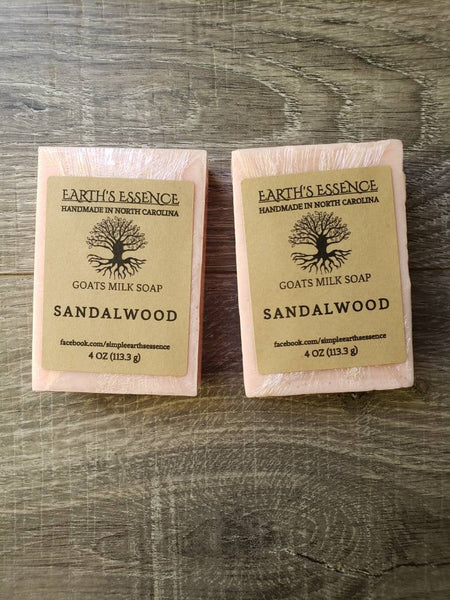 EARTH'S ESSENCE
HANDMADE IN NORTH CAROLINA
GOATS MILK SOAP
SANDALWOOD
facebook.com/simpleearthsessence
4 OZ (113.3 g)
EARTH'S ESSENCE
HANDMADE IN NORTH CAROLINA
GOATS MILK SOAP
SANDALWOOD
facebook.com/simpleearthsessence
4 OZ (113.3 g)